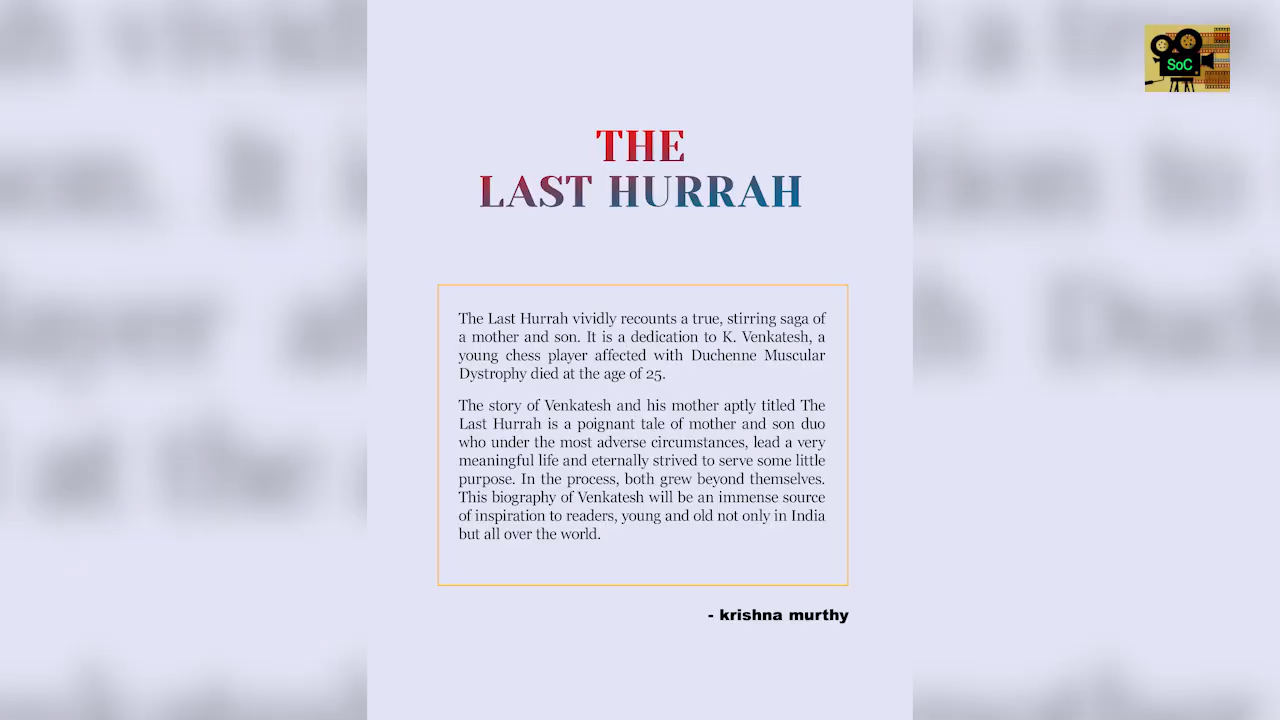 SoC
THE
LAST HURRAH
The Last Hurrah vividly recounts a true, stirring saga of
a mother and son. It is a dedication to K. Venkatesh, a
young chess player affected with Duchenne Muscular
Dystrophy died at the age of 25.
The story of Venkatesh and his mother aptly titled The
Last Hurrah is a poignant tale of mother and son duo
who under the most adverse circumstances, lead a very
meaningful life and eternally strived to serve some little
purpose. In the process, both grew beyond themselves.
This biography of Venkatesh will be an immense source
of inspiration to readers, young and old not only in India
but all over the world.
- krishna murthy